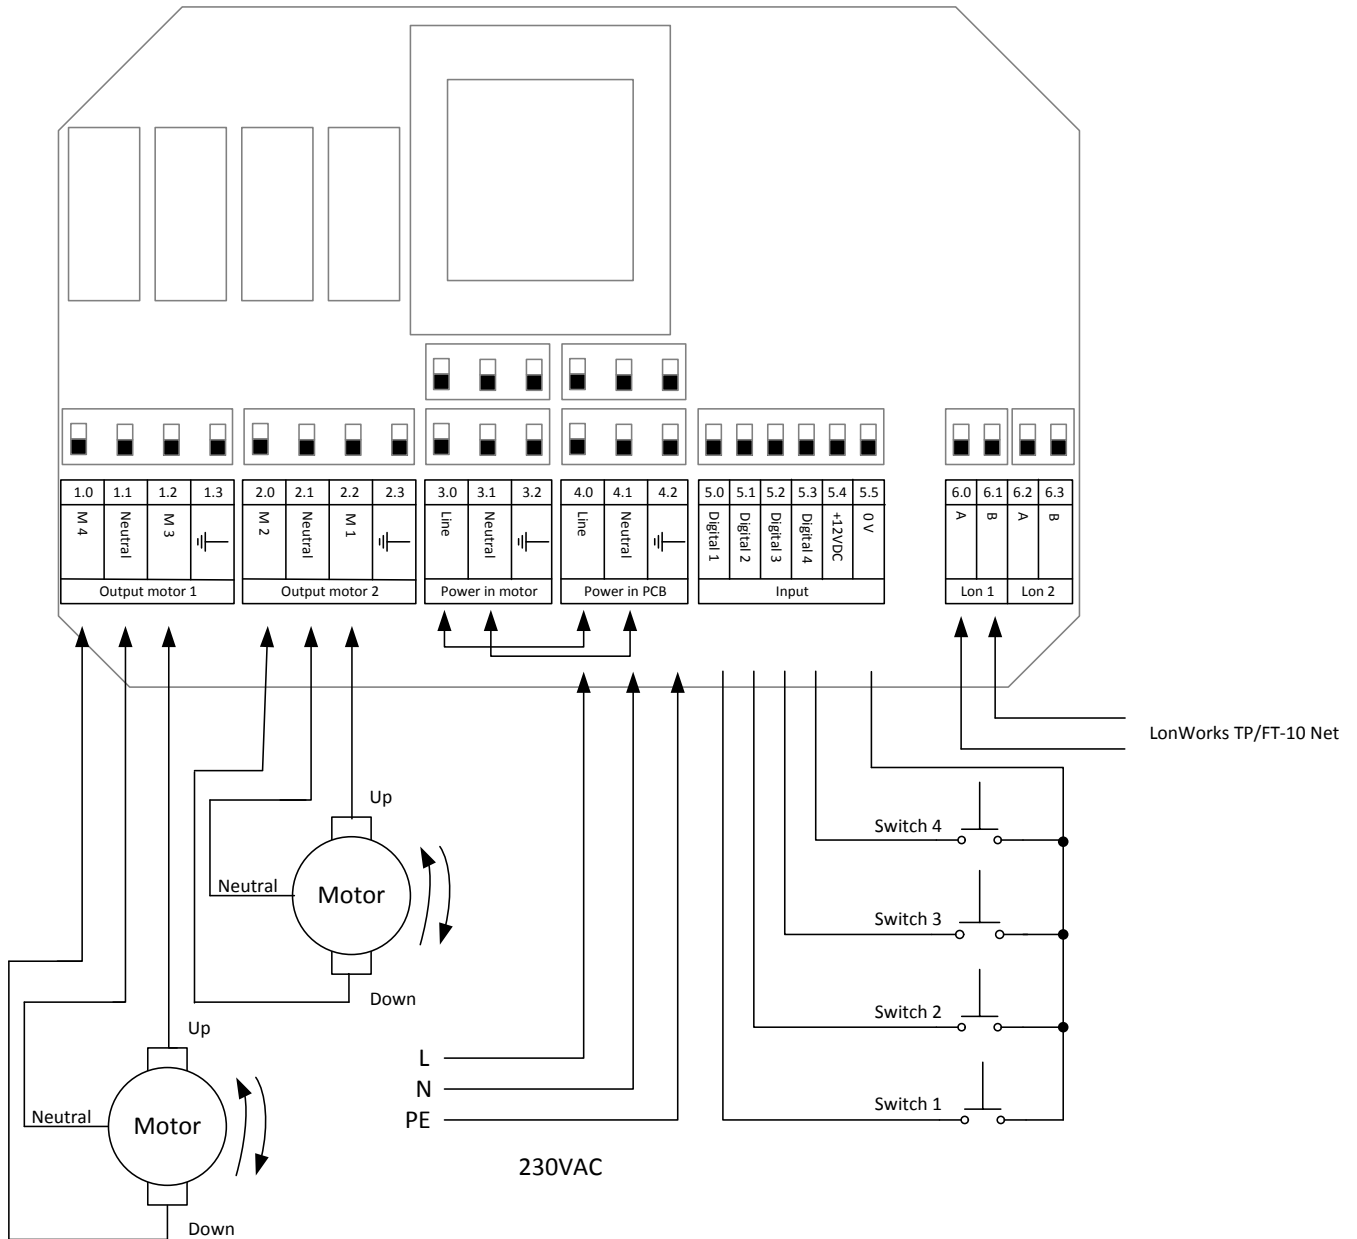 1.0 1.1 1.2 1.3 2.0 2.1 2.2 2.3 3.0 3.1 3.2 4.0 4.1 4.2 5.0 5.1 5.2 5.3 5.4 5.5 6.0 6.1 6.2 6.3
M 4
Neutral
M 3
M 2
Neutral
M 1
Line
Neutral
Line
Neutral
Digital 1
Digital 2
Digital 3
Digital 4
+12VDC
0 V
A
B
A
B
Output motor 1
Output motor 2
Power in motor
Power in PCB
Input
Lon 1
Lon 2
LonWorks TP/FT-10 Net
Up
Neutral
Motor
Down
Up
Neutral
Motor
Down
L
N
PE
230VAC
Switch 4
Switch 3
Switch 2
Switch 1